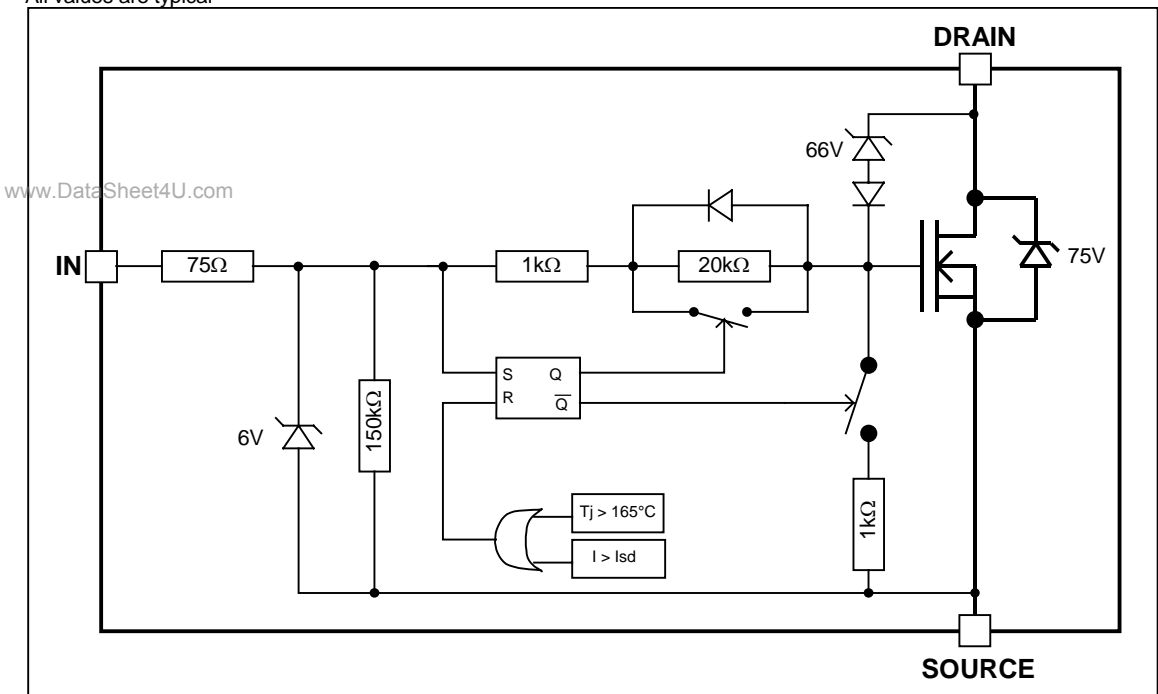 All values are typical
DRAIN
66V
www.DataSheet4U.com
75V
IN
75Ω
1kΩ
20kΩ
S Q
R Q̅
6V
150kΩ
1kΩ
Tj > 165°C
I > Isd
SOURCE